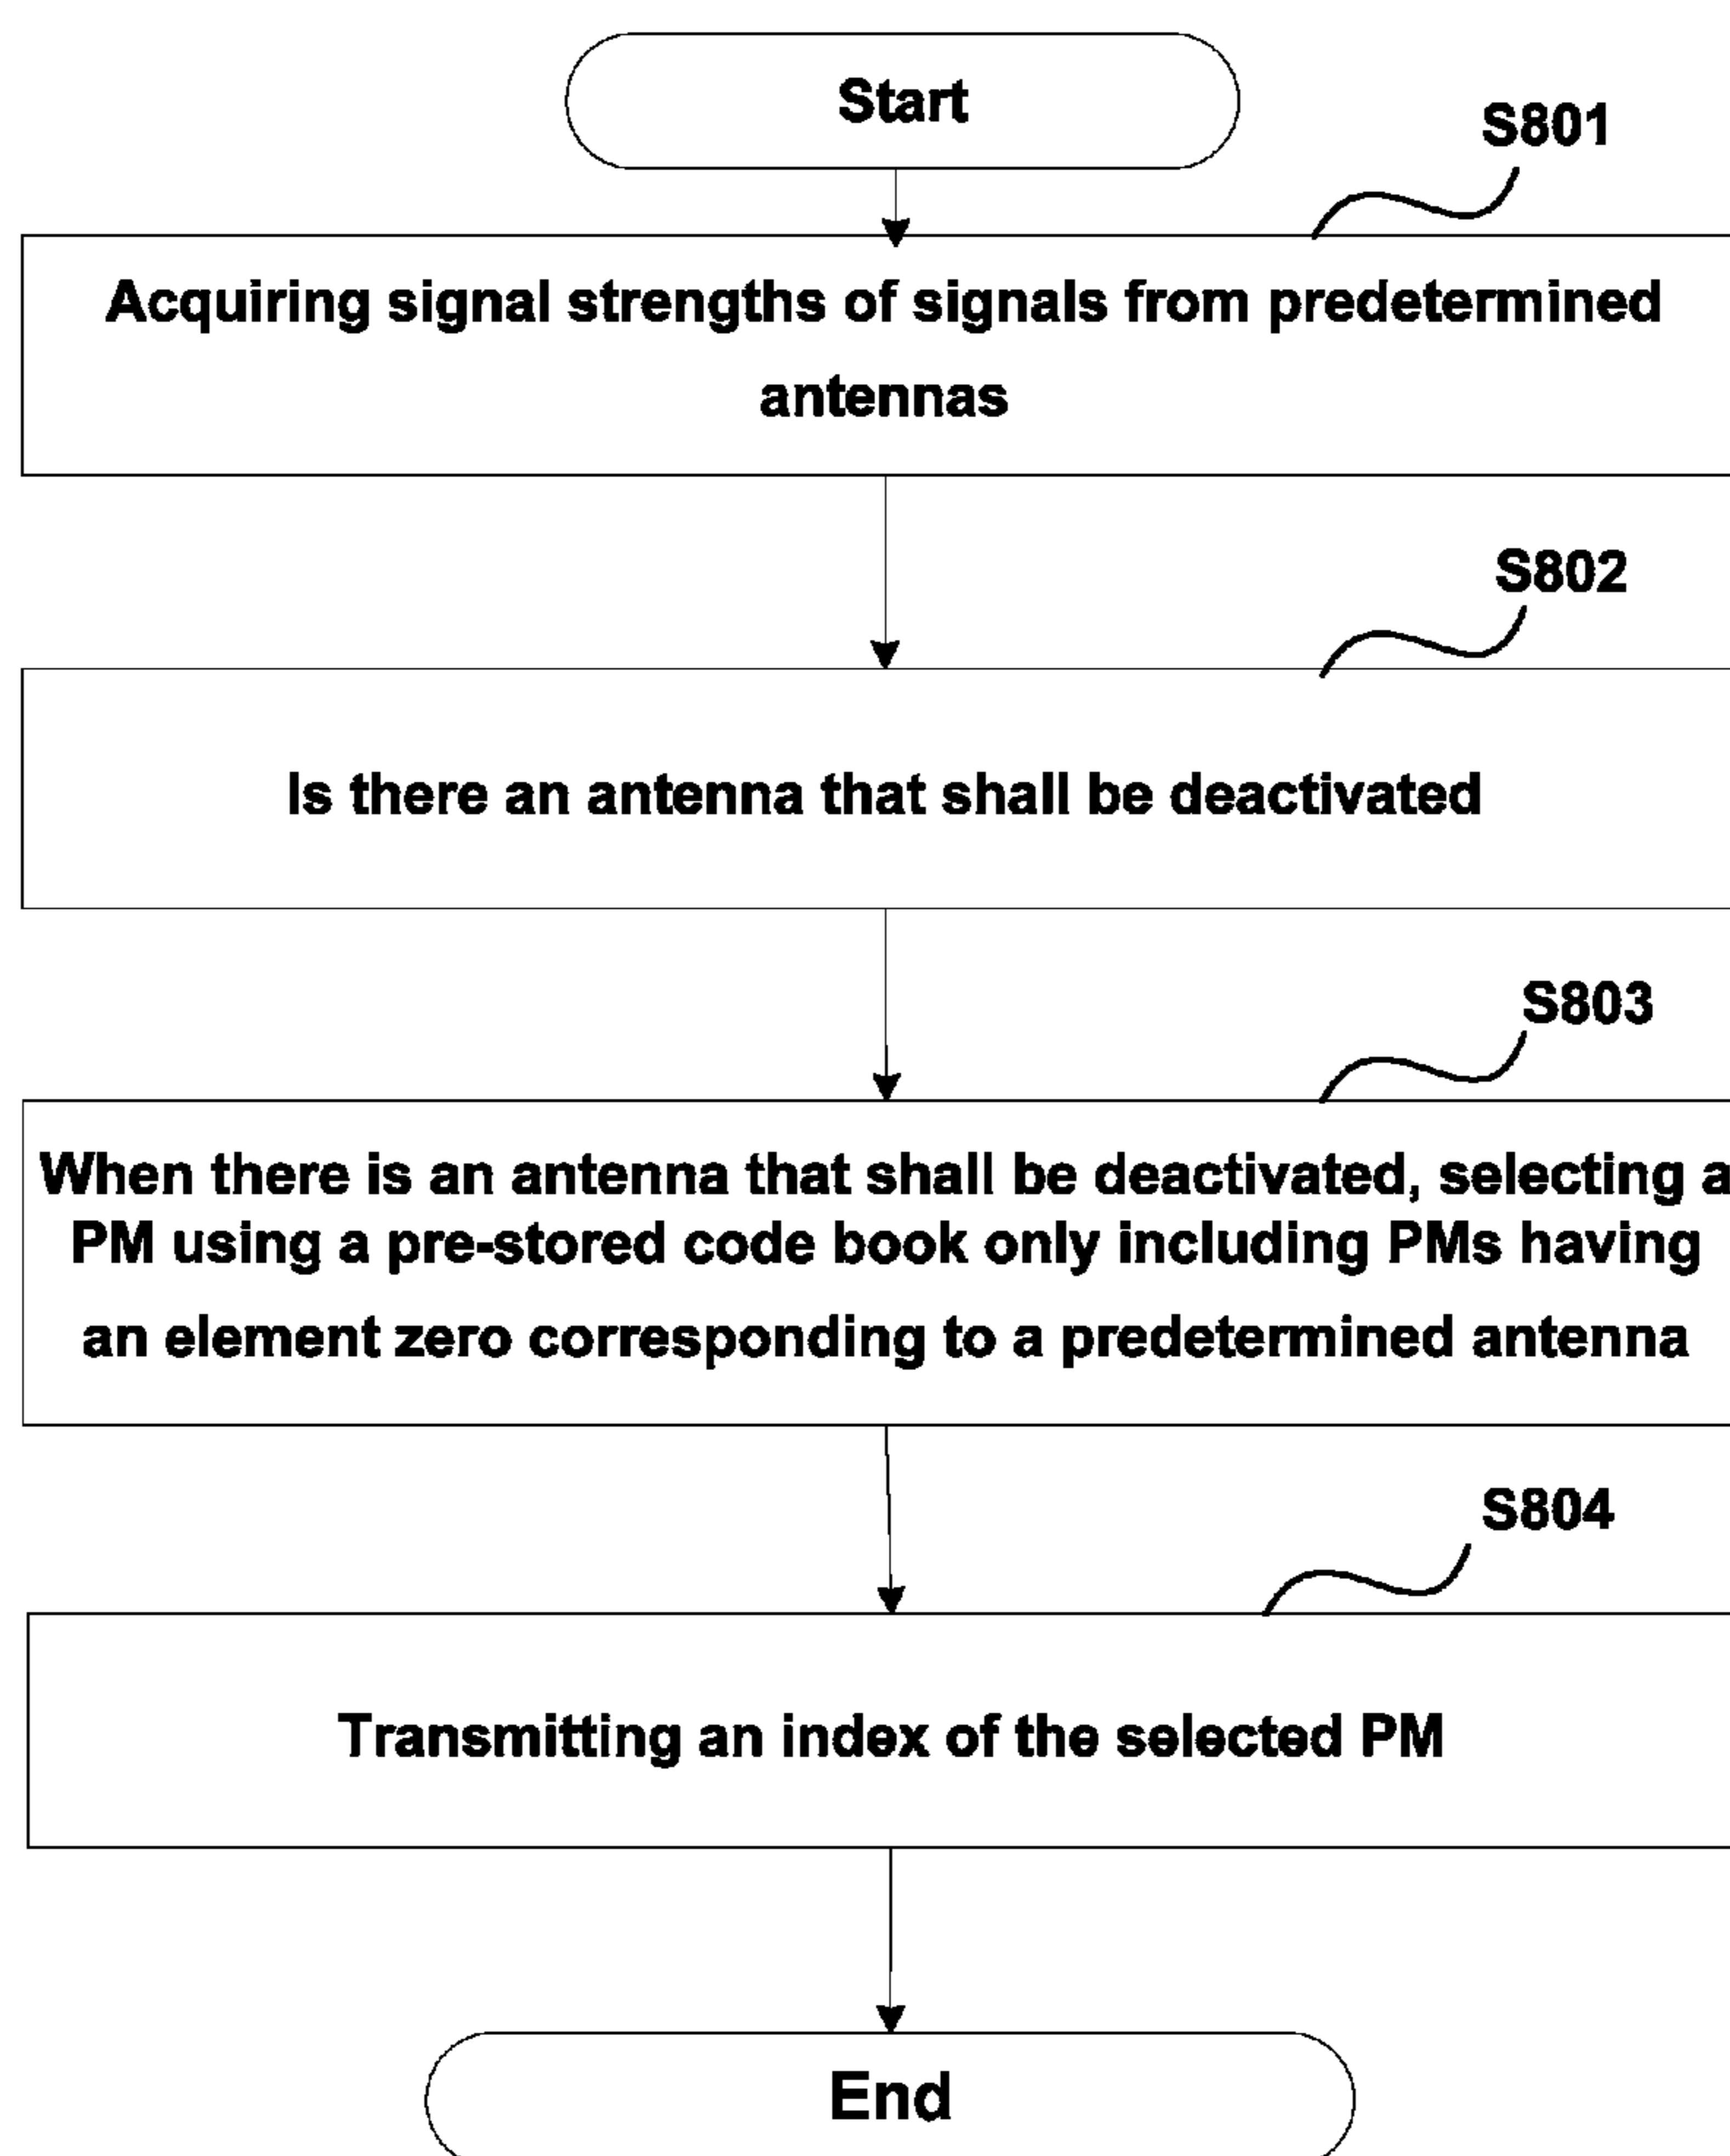 Start
S801
Acquiring signal strengths of signals from predetermined
antennas
S802
Is there an antenna that shall be deactivated
S803
When there is an antenna that shall be deactivated, selecting a
PM using a pre-stored code book only including PMs having
an element zero corresponding to a predetermined antenna
S804
Transmitting an index of the selected PM
End